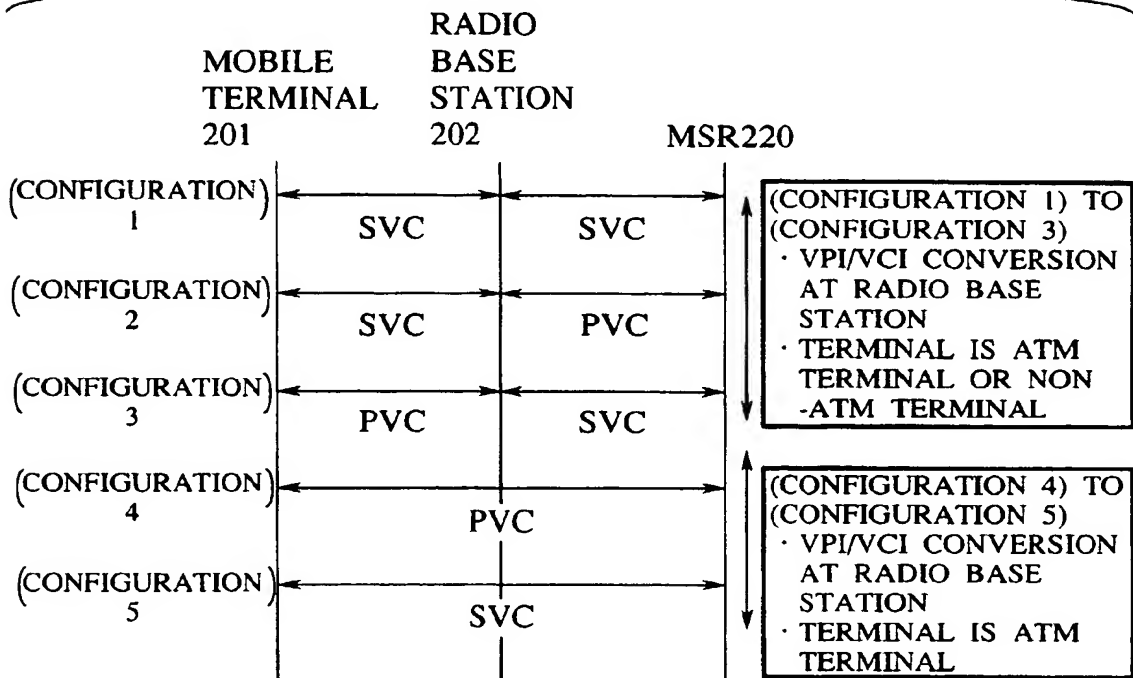 MOBILE
TERMINAL
201
RADIO
BASE
STATION
202
MSR220
(CONFIGURATION)
1
SVC
SVC
(CONFIGURATION)
2
SVC
PVC
(CONFIGURATION)
3
PVC
SVC
(CONFIGURATION)
4
PVC
(CONFIGURATION)
5
SVC
(CONFIGURATION 1) TO
(CONFIGURATION 3)
· VPI/VCI CONVERSION
AT RADIO BASE
STATION
· TERMINAL IS ATM
TERMINAL OR NON
-ATM TERMINAL
(CONFIGURATION 4) TO
(CONFIGURATION 5)
· VPI/VCI CONVERSION
AT RADIO BASE
STATION
· TERMINAL IS ATM
TERMINAL